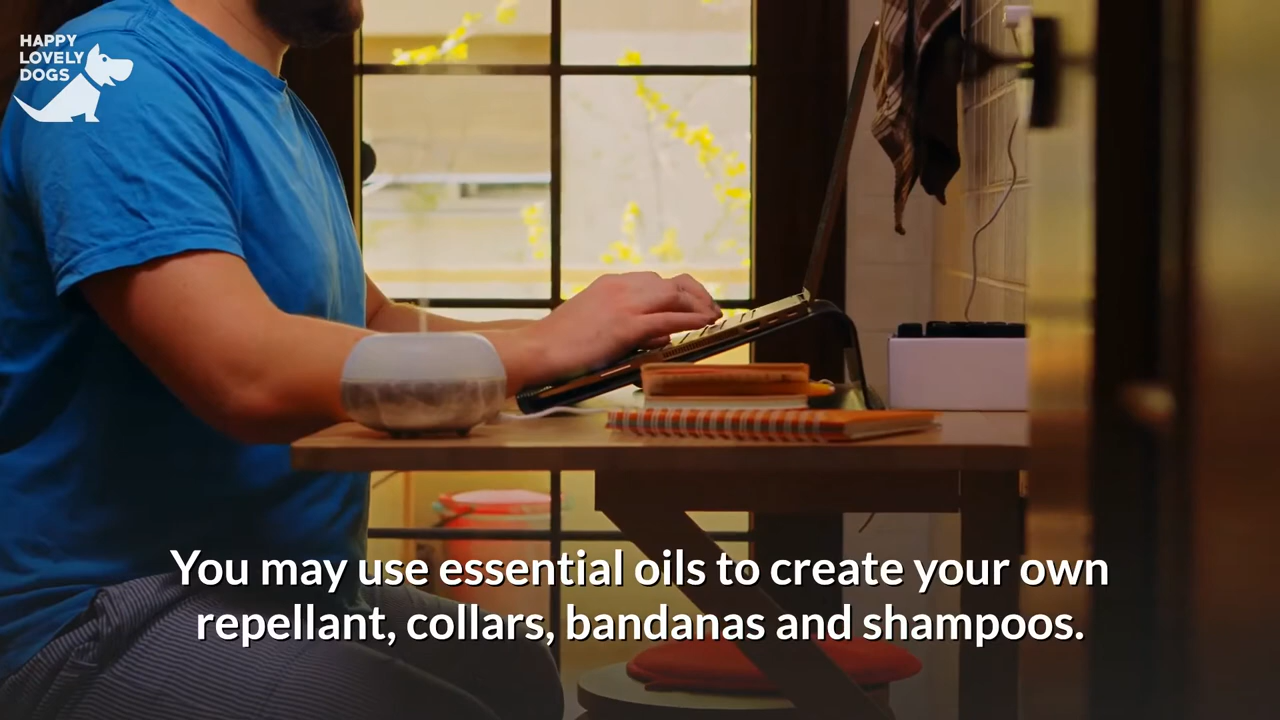 HAPPY
LOVELY
DOGS
You may use essential oils to create your own
repellant, collars, bandanas and shampoos.